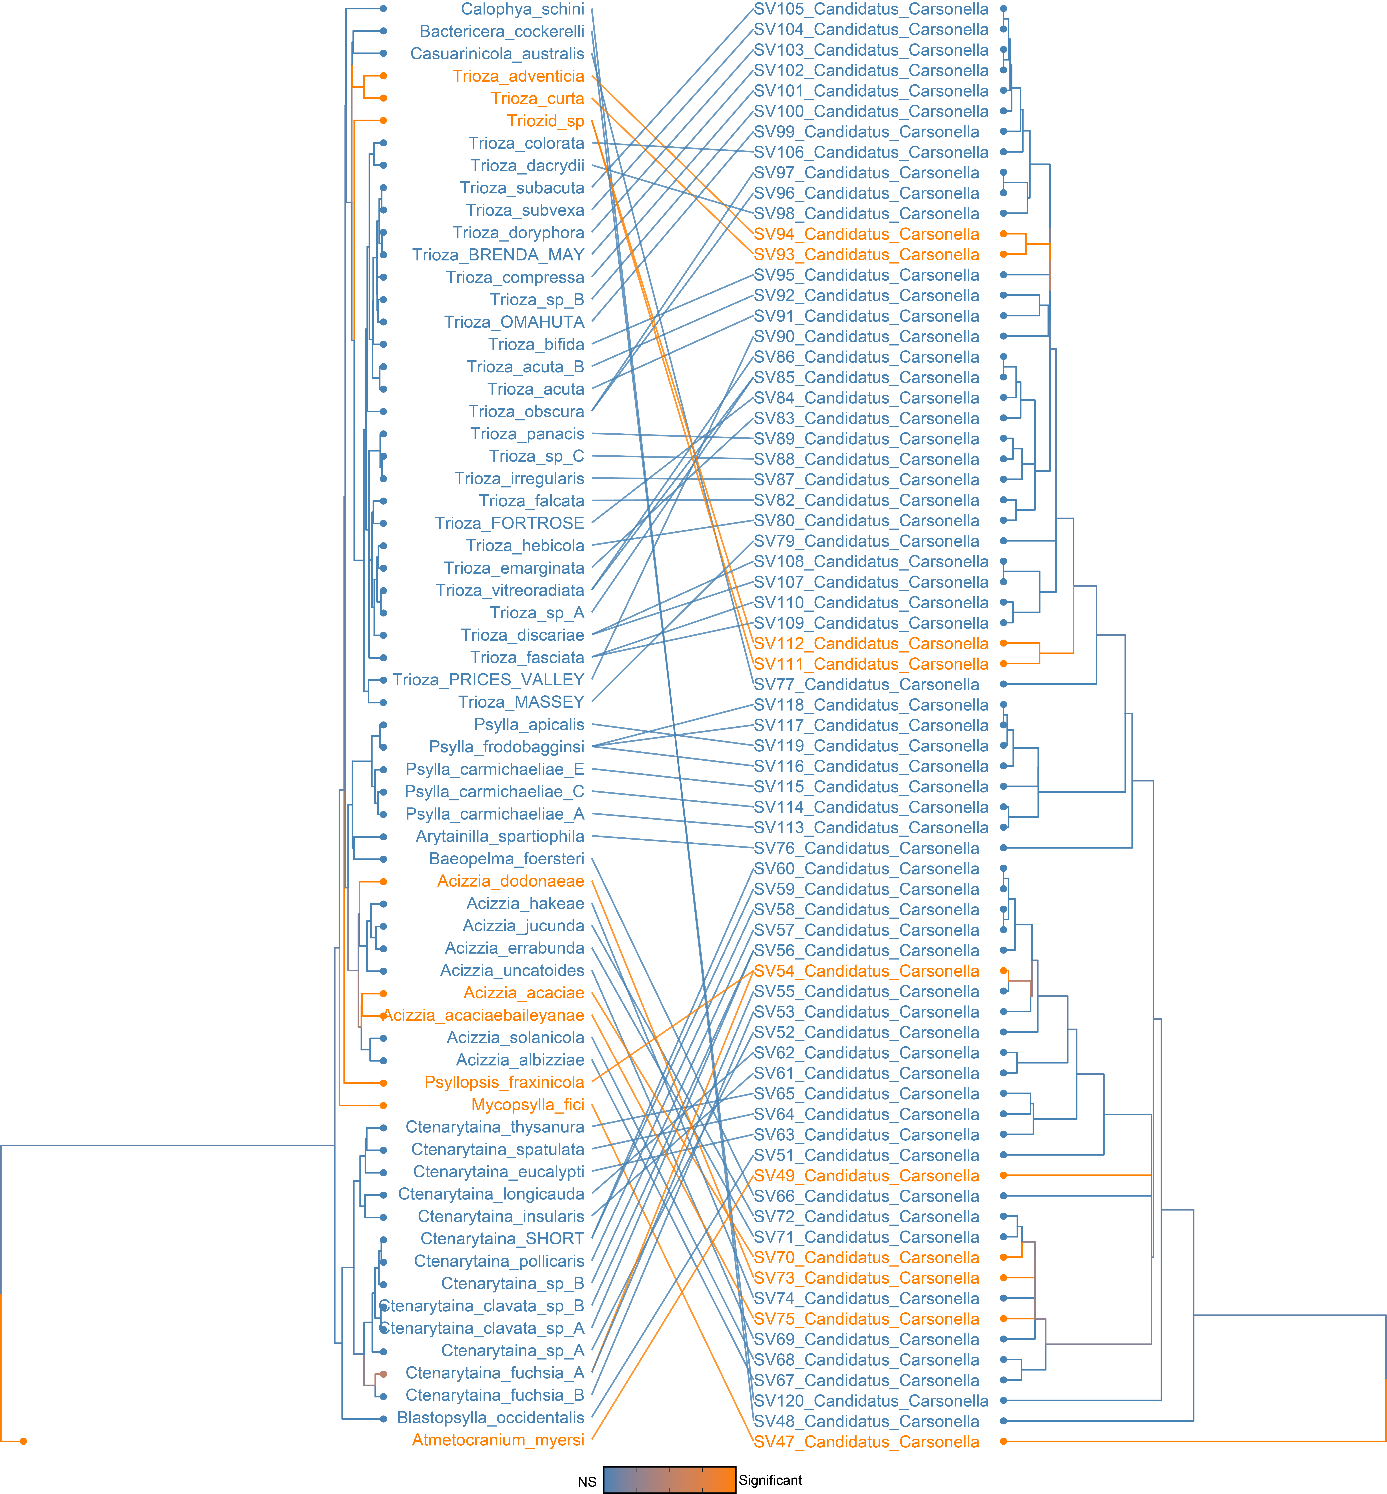 Calophya_schini
Bactericera_cockerelli
Casuarinicola_australis
Trioza_adventicia
Trioza_curta
Triozid_sp
Trioza_colorata
Trioza_dacrydii
Trioza_subacuta
Trioza_subvexa
Trioza_doryphora
Trioza_BRENDA_MAY
Trioza_compressa
Trioza_sp_B
Trioza_OMAHUTA
Trioza_bifida
Trioza_acuta_B
Trioza_acuta
Trioza_obscura
Trioza_panacis
Trioza_sp_C
Trioza_irregularis
Trioza_falcata
Trioza_FORTROSE
Trioza_hebicola
Trioza_emarginata
Trioza_vitreoradiata
Trioza_sp_A
Trioza_discariae
Trioza_fasciata
Trioza_PRICES_VALLEY
Trioza_MASSEY
Psylla_apicalis
Psylla_frodobagginsi
Psylla_carmichaeliae_E
Psylla_carmichaeliae_C
Psylla_carmichaeliae_A
Arytainilla_spartiophila
Baeopelma_foersteri
Acizzia_dodonaeae
Acizzia_hakeae
Acizzia_jucunda
Acizzia_errabunda
Acizzia_uncatoides
Acizzia_acaciae
Acizzia_acaciaebaileyanae
Acizzia_solanicola
Acizzia_albizziae
Psyllopsis_fraxinicola
Mycopsylla_fici
Ctenarytaina_thysanura
Ctenarytaina_spatulata
Ctenarytaina_eucalypti
Ctenarytaina_longicauda
Ctenarytaina_insularis
Ctenarytaina_SHORT
Ctenarytaina_pollicaris
Ctenarytaina_sp_B
Ctenarytaina_clavata_sp_B
Ctenarytaina_clavata_sp_A
Ctenarytaina_sp_A
Ctenarytaina_fuchsia_A
Ctenarytaina_fuchsia_B
Blastopsylla_occidentalis
Atmetocranium_myersi
SV105_Candidatus_Carsonella
SV104_Candidatus_Carsonella
SV103_Candidatus_Carsonella
SV102_Candidatus_Carsonella
SV101_Candidatus_Carsonella
SV100_Candidatus_Carsonella
SV99_Candidatus_Carsonella
SV106_Candidatus_Carsonella
SV97_Candidatus_Carsonella
SV96_Candidatus_Carsonella
SV98_Candidatus_Carsonella
SV94_Candidatus_Carsonella
SV93_Candidatus_Carsonella
SV95_Candidatus_Carsonella
SV92_Candidatus_Carsonella
SV91_Candidatus_Carsonella
SV90_Candidatus_Carsonella
SV86_Candidatus_Carsonella
SV85_Candidatus_Carsonella
SV84_Candidatus_Carsonella
SV83_Candidatus_Carsonella
SV89_Candidatus_Carsonella
SV88_Candidatus_Carsonella
SV87_Candidatus_Carsonella
SV82_Candidatus_Carsonella
SV80_Candidatus_Carsonella
SV79_Candidatus_Carsonella
SV108_Candidatus_Carsonella
SV107_Candidatus_Carsonella
SV110_Candidatus_Carsonella
SV109_Candidatus_Carsonella
SV112_Candidatus_Carsonella
SV111_Candidatus_Carsonella
SV77_Candidatus_Carsonella
SV118_Candidatus_Carsonella
SV117_Candidatus_Carsonella
SV119_Candidatus_Carsonella
SV116_Candidatus_Carsonella
SV115_Candidatus_Carsonella
SV114_Candidatus_Carsonella
SV113_Candidatus_Carsonella
SV76_Candidatus_Carsonella
SV60_Candidatus_Carsonella
SV59_Candidatus_Carsonella
SV58_Candidatus_Carsonella
SV57_Candidatus_Carsonella
SV56_Candidatus_Carsonella
SV54_Candidatus_Carsonella
SV55_Candidatus_Carsonella
SV53_Candidatus_Carsonella
SV52_Candidatus_Carsonella
SV62_Candidatus_Carsonella
SV61_Candidatus_Carsonella
SV65_Candidatus_Carsonella
SV64_Candidatus_Carsonella
SV63_Candidatus_Carsonella
SV51_Candidatus_Carsonella
SV49_Candidatus_Carsonella
SV66_Candidatus_Carsonella
SV72_Candidatus_Carsonella
SV71_Candidatus_Carsonella
SV70_Candidatus_Carsonella
SV73_Candidatus_Carsonella
SV74_Candidatus_Carsonella
SV75_Candidatus_Carsonella
SV69_Candidatus_Carsonella
SV68_Candidatus_Carsonella
SV67_Candidatus_Carsonella
SV120_Candidatus_Carsonella
SV48_Candidatus_Carsonella
SV47_Candidatus_Carsonella
NS Significant